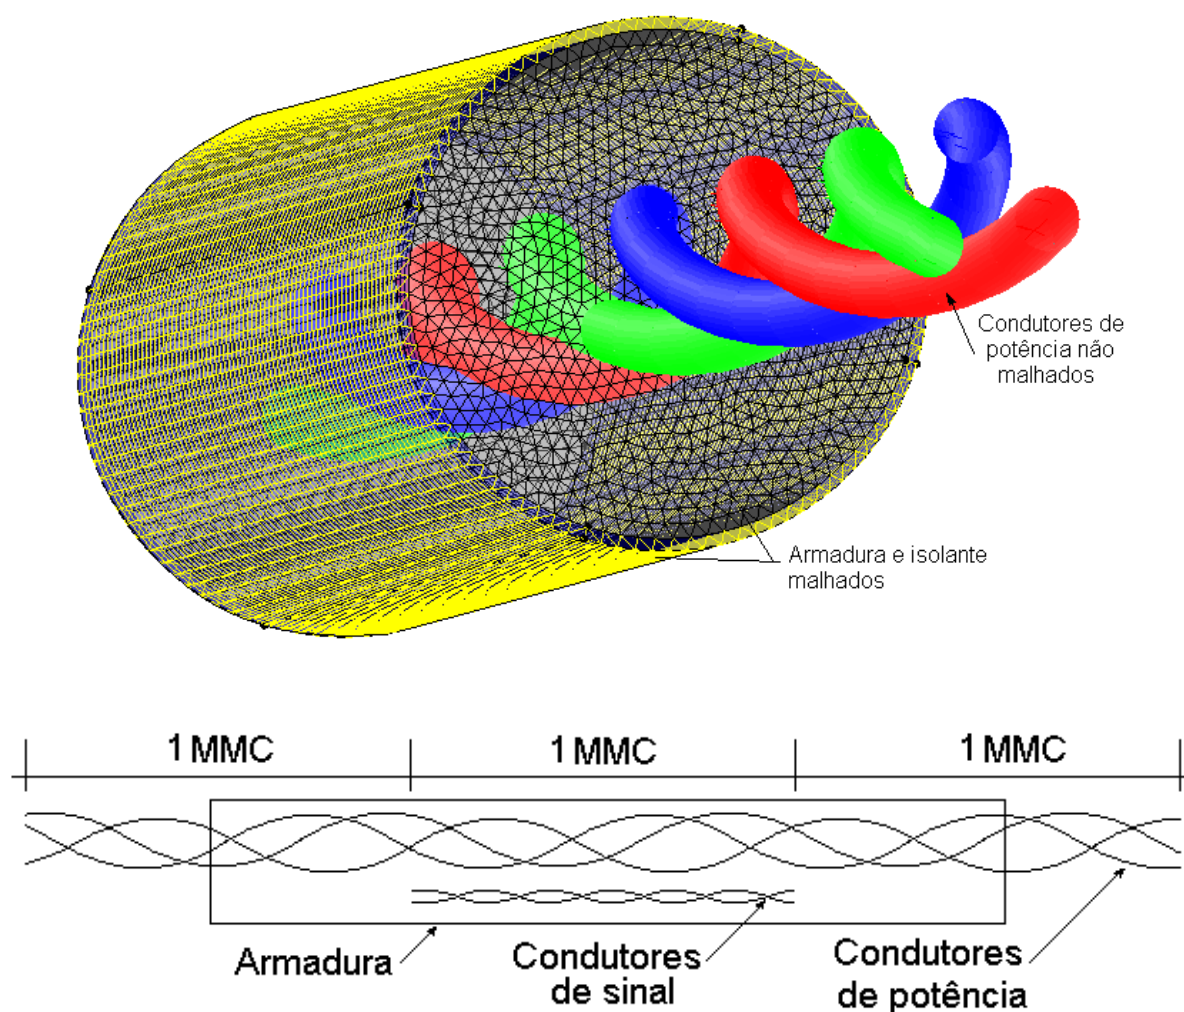 Condutores de
potência não
malhados
Armadura e isolante
malhados
1 MMC
1 MMC
1 MMC
Armadura
Condutores
de sinal
Condutores
de potência